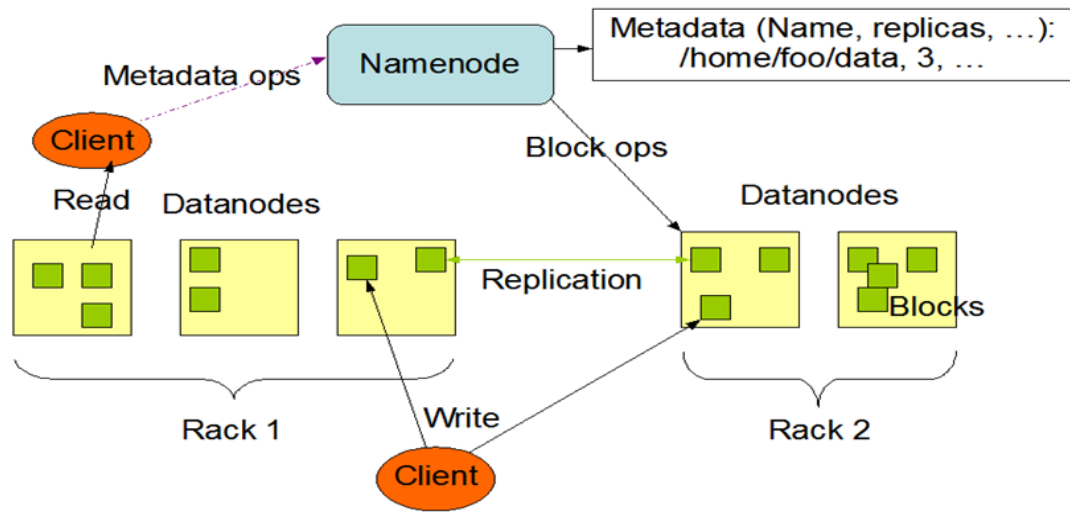 Metadata (Name, replicas, …):
/home/foo/data, 3, …
Namenode
Metadata ops
Client
Block ops
Read
Datanodes
Datanodes
Replication
Blocks
Rack 1
Write
Rack 2
Client